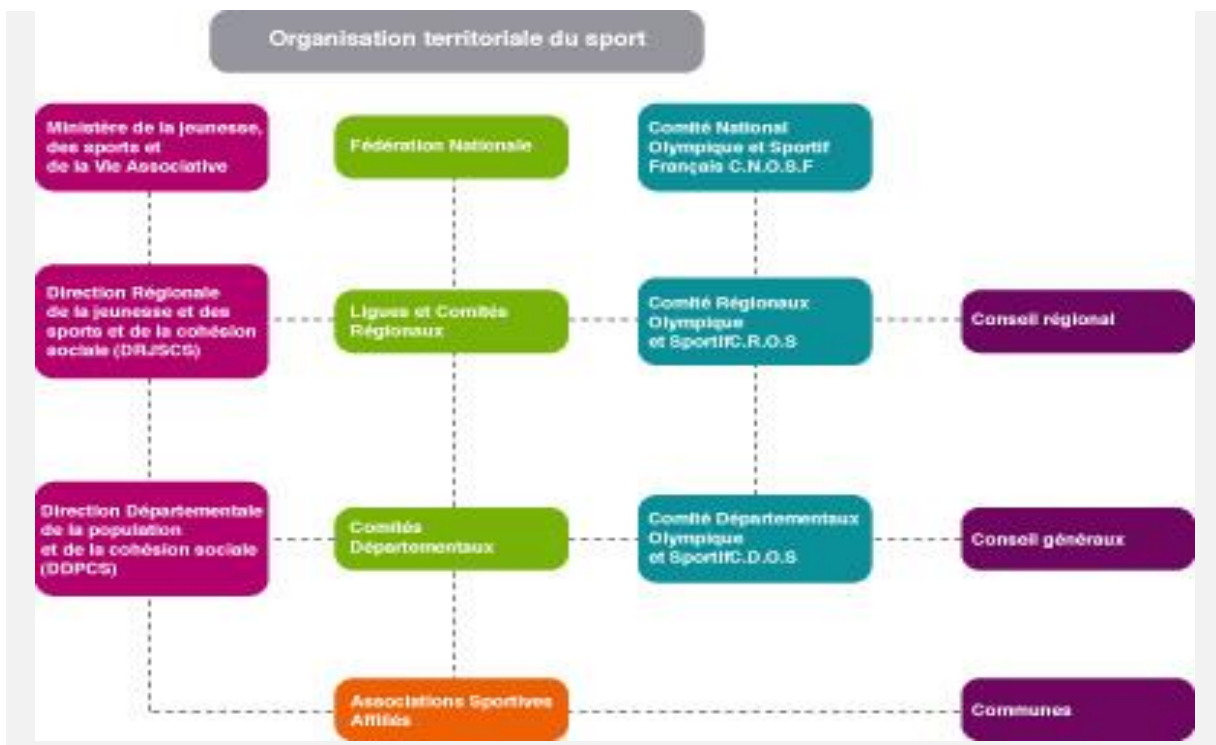 Organisation territoriale du sport
Ministère de la jeunesse,
des sports et
de la Vie Associative
Fédération Nationale
Comité National
Olympique et Sportif
Français C.N.O.S.F
Direction Régionale
de la jeunesse et des
sports et de la cohésion
sociale (DRJSCS)
Ligues et Comités
Régionaux
Comité Régionaux
Olympique
et SportifC.R.O.S
Conseil régional
Direction Départementale
de la population
et de la cohésion sociale
(DDPCS)
Comités
Départementaux
Comité Départementaux
Olympique
et SportifC.D.O.S
Conseil généraux
Associations Sportives
Affiliés
Communes